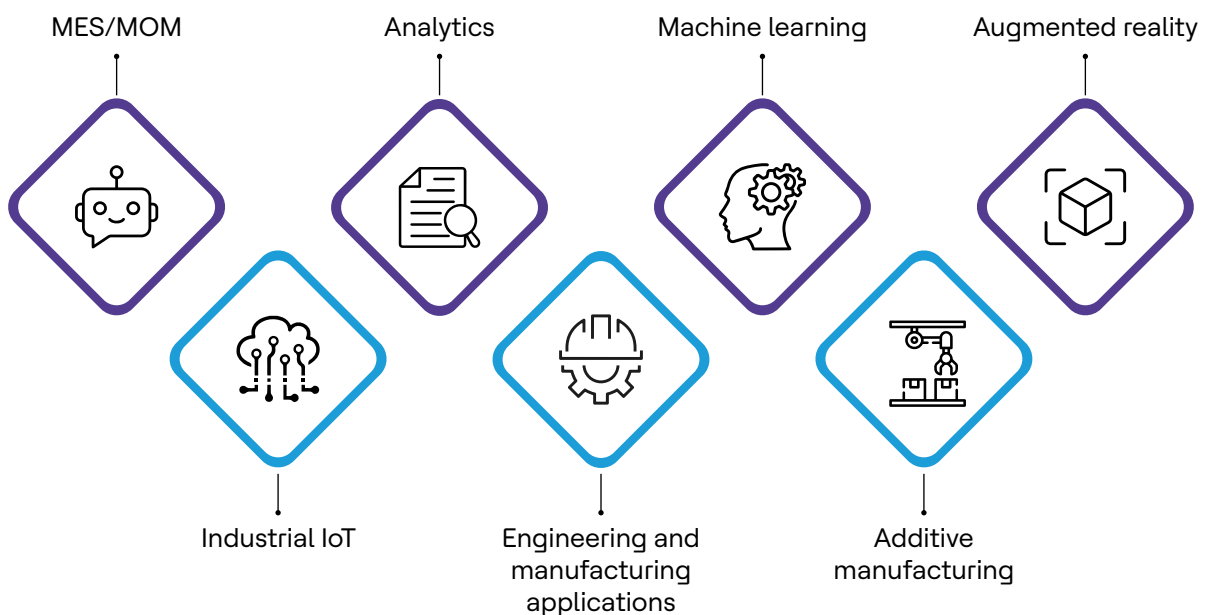 MES/MOM
Analytics
Machine learning
Augmented reality
Industrial IoT
Engineering and
manufacturing
applications
Additive
manufacturing